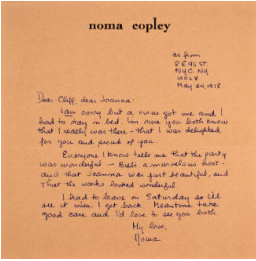 noma copley
as from
8 E 96 ST.
NYC NY
10028
May 24, 1978
Dear Cliff, dear Joanna:
I am sorry but a virus got me and I
had to stay in bed. I'm sure you both know
that I really was there - that I was delighted
for you and proud of you.
Everyone I know tells me that the party
was wonderful - a marvelous host -
and that Joanna was just beautiful, and
That the works looked wonderful
I had to leave on Saturday so I'll
see it when I get back. Meantime take
good care and I'd love to see you both
My love,
Noma